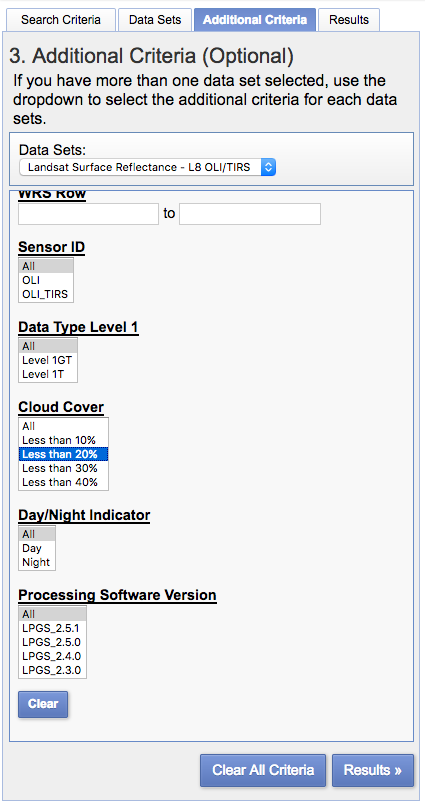 Search Criteria Data Sets Additional Criteria Results
3. Additional Criteria (Optional)
If you have more than one data set selected, use the
dropdown to select the additional criteria for each data
sets.
Data Sets:
Landsat Surface Reflectance - L8 OLI/TIRS
WRS Row
to
Sensor ID
All
OLI
OLI_TIRS
Data Type Level 1
All
Level 1GT
Level 1T
Cloud Cover
All
Less than 10%
Less than 20%
Less than 30%
Less than 40%
Day/Night Indicator
All
Day
Night
Processing Software Version
All
LPGS_2.5.1
LPGS_2.5.0
LPGS_2.4.0
LPGS_2.3.0
Clear
Clear All Criteria Results »